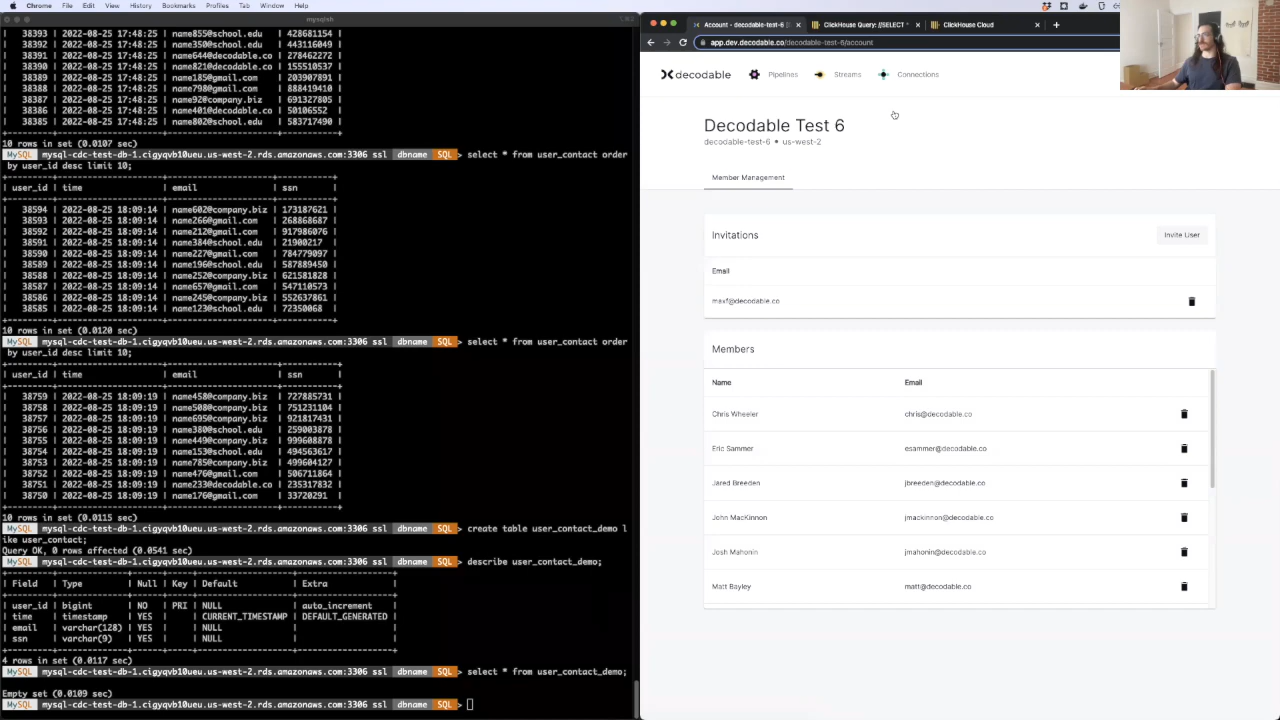 Chrome File Edit View History Bookmarks Profiles Tab Window Help
mysqlsh
38393 | 2022-08-25 17:48:25 | name855@school.edu | 428681154 |
38392 | 2022-08-25 17:48:25 | name350@school.edu | 443116049 |
38391 | 2022-08-25 17:48:25 | name644@decodable.co | 278462272 |
38390 | 2022-08-25 17:48:25 | name210@decodable.co | 155510537 |
38389 | 2022-08-25 17:48:25 | name185@gmail.com | 203907891 |
38388 | 2022-08-25 17:48:25 | name798@gmail.com | 888419410 |
38387 | 2022-08-25 17:48:25 | name92@company.biz | 691327805 |
38386 | 2022-08-25 17:48:25 | name401@decodable.co | 50106552 |
38385 | 2022-08-25 17:48:25 | name802@gmail.com | 583717490 |
10 rows in set (0.0107 sec)
MySQL mysql-cdc-test-db-1.cigyqvb10ueu.us-west-2.rds.amazonaws.com:3306 ssl dbname SQL > select * from user_contact order
by user_id desc limit 10;
| user_id | time | email | ssn |
| 38594 | 2022-08-25 18:09:14 | name602@company.biz | 173187621 |
| 38593 | 2022-08-25 18:09:14 | name266@gmail.com | 268868687 |
| 38592 | 2022-08-25 18:09:14 | name212@gmail.com | 917986076 |
| 38591 | 2022-08-25 18:09:14 | name384@school.edu | 21900217 |
| 38590 | 2022-08-25 18:09:14 | name227@gmail.com | 784779097 |
| 38589 | 2022-08-25 18:09:14 | name196@school.edu | 587889450 |
| 38588 | 2022-08-25 18:09:14 | name252@company.biz | 621581828 |
| 38587 | 2022-08-25 18:09:14 | name657@gmail.com | 547110573 |
| 38586 | 2022-08-25 18:09:14 | name245@company.biz | 552637861 |
| 38585 | 2022-08-25 18:09:14 | name123@school.edu | 72350068 |
10 rows in set (0.0120 sec)
MySQL mysql-cdc-test-db-1.cigyqvb10ueu.us-west-2.rds.amazonaws.com:3306 ssl dbname SQL > select * from user_contact order
by user_id desc limit 10;
| user_id | time | email | ssn |
| 38759 | 2022-08-25 18:09:19 | name458@company.biz | 727885731 |
| 38758 | 2022-08-25 18:09:19 | name508@company.biz | 751231104 |
| 38757 | 2022-08-25 18:09:19 | name695@company.biz | 921817431 |
| 38756 | 2022-08-25 18:09:19 | name380@school.edu | 259003878 |
| 38755 | 2022-08-25 18:09:19 | name449@company.biz | 999608878 |
| 38754 | 2022-08-25 18:09:19 | name153@school.edu | 494563617 |
| 38753 | 2022-08-25 18:09:19 | name785@company.biz | 499604127 |
| 38752 | 2022-08-25 18:09:19 | name476@gmail.com | 506711864 |
| 38751 | 2022-08-25 18:09:19 | name233@decodable.co | 235317832 |
| 38750 | 2022-08-25 18:09:19 | name176@gmail.com | 33720291 |
10 rows in set (0.0115 sec)
MySQL mysql-cdc-test-db-1.cigyqvb10ueu.us-west-2.rds.amazonaws.com:3306 ssl dbname SQL > create table user_contact_demo l
ike user_contact;
Query OK, 0 rows affected (0.0541 sec)
MySQL mysql-cdc-test-db-1.cigyqvb10ueu.us-west-2.rds.amazonaws.com:3306 ssl dbname SQL > describe user_contact_demo;
| Field | Type | Null | Key | Default | Extra |
| user_id | bigint | NO | PRI | NULL | auto_increment |
| time | timestamp | YES | | CURRENT_TIMESTAMP | DEFAULT_GENERATED |
| email | varchar(128) | YES | | NULL | |
| ssn | varchar(9) | YES | | NULL | |
4 rows in set (0.0117 sec)
MySQL mysql-cdc-test-db-1.cigyqvb10ueu.us-west-2.rds.amazonaws.com:3306 ssl dbname SQL > select * from user_contact_demo;
Empty set (0.0109 sec)
MySQL mysql-cdc-test-db-1.cigyqvb10ueu.us-west-2.rds.amazonaws.com:3306 ssl dbname SQL >
Account - decodable-test-6 | ClickHouse Query: //SELECT * ClickHouse Cloud
app.dev.decodable.co/decodable-test-6/account
decodable Pipelines Streams Connections
Decodable Test 6
decodable-test-6 • us-west-2
Member Management
Invitations
Invite User
Email
maxf@decodable.co
Members
Name Email
Chris Wheeler chris@decodable.co
Eric Sammer esammer@decodable.co
Jared Breeden jbreeden@decodable.co
John MacKinnon jmackinnon@decodable.co
Josh Mahonin jmahonin@decodable.co
Matt Bayley matt@decodable.co